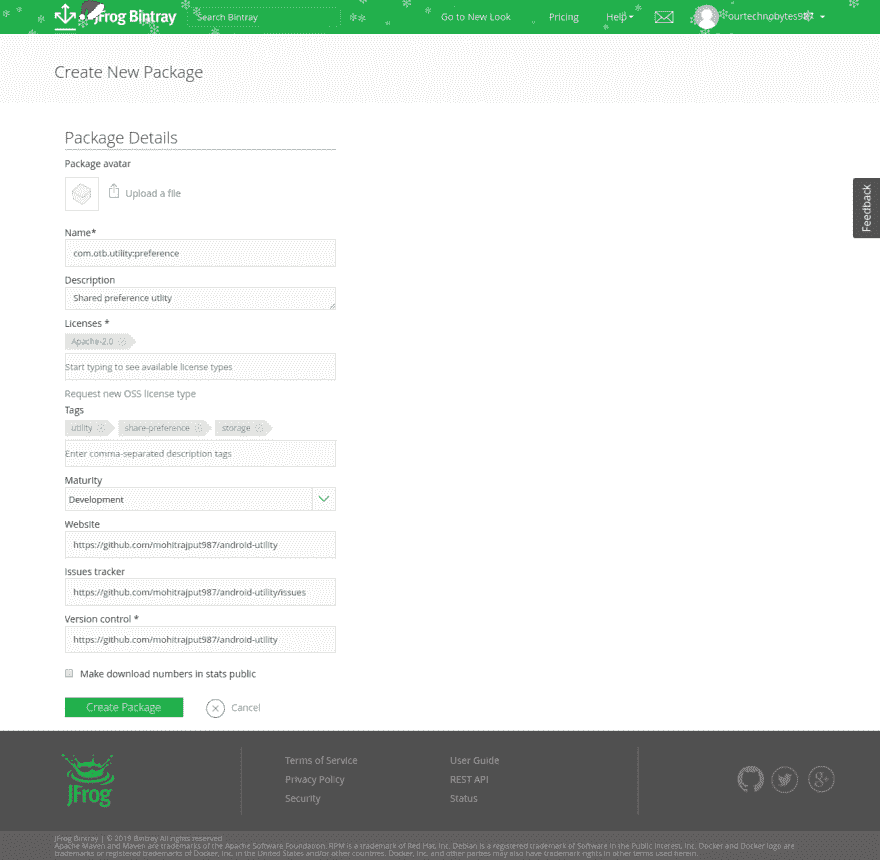 JFrog Bintray
Search Bintray
Go to New Look
Pricing
Help
ourtechnobytes987
Create New Package
Package Details
Package avatar
Upload a file
Feedback
Name*
com.otb.utility:preference
Description
Shared preference utlity
Licenses *
Apache-2.0
Start typing to see available license types
Request new OSS license type
Tags
utility share-preference storage
Enter comma-separated description tags
Maturity
Development
Website
https://github.com/mohitrajput987/android-utility
Issues tracker
https://github.com/mohitrajput987/android-utility/issues
Version control *
https://github.com/mohitrajput987/android-utility
Make download numbers in stats public
Create Package
Cancel
JFrog
Terms of Service
Privacy Policy
Security
User Guide
REST API
Status
g+
JFrog Bintray | © 2019 Bintray All rights reserved
Apache Maven and Maven are trademarks of the Apache Software Foundation. RPM is a trademark of Red Hat, Inc. Debian is a registered trademark of Software in the Public Interest, Inc. Docker and Docker logo are
trademarks or registered trademarks of Docker, Inc. in the United States and/or other countries. Docker, Inc. and other parties may also have trademark rights in other terms used herein.